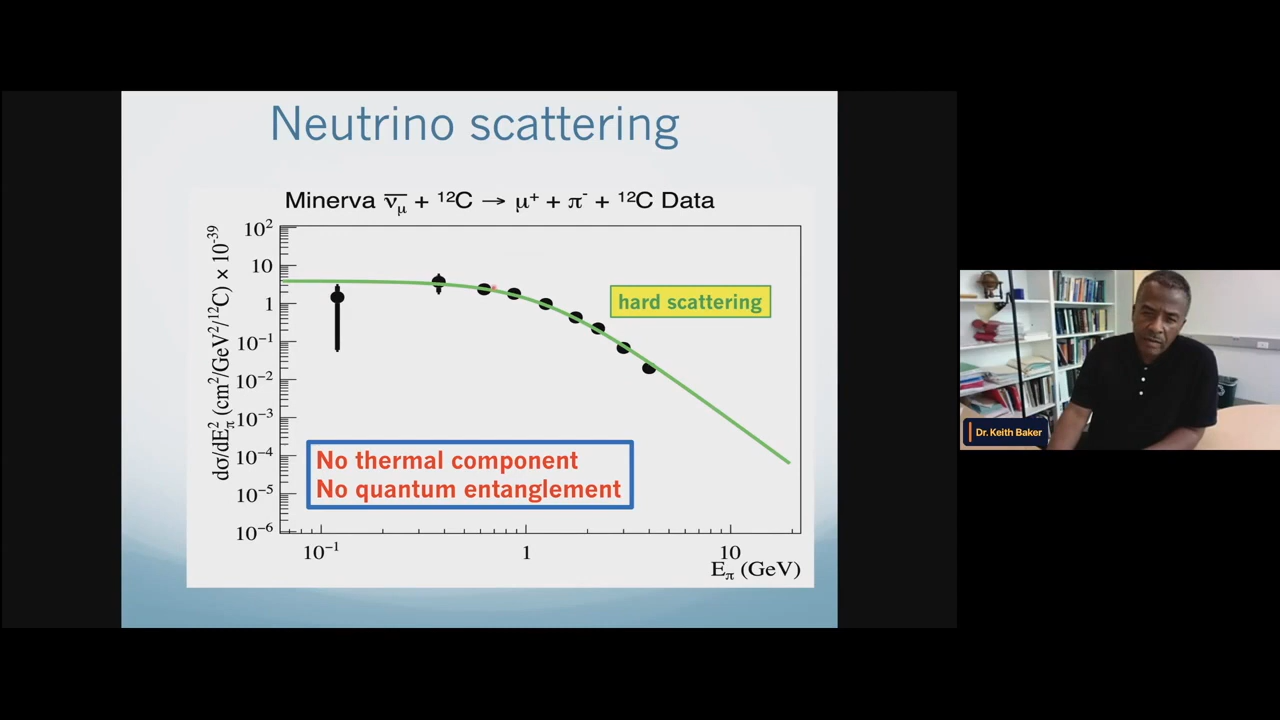 Neutrino scattering
Minerva ν̅μ + ¹²C → μ⁺ + π⁻ + ¹²C Data
dσ/dE²π (cm²/GeV²/¹²C) × 10⁻³⁹
10²
10
1
10⁻¹
10⁻²
10⁻³
10⁻⁴
10⁻⁵
10⁻⁶
hard scattering
No thermal component
No quantum entanglement
10⁻¹ 1 10
Eπ (GeV)
Dr. Keith Baker